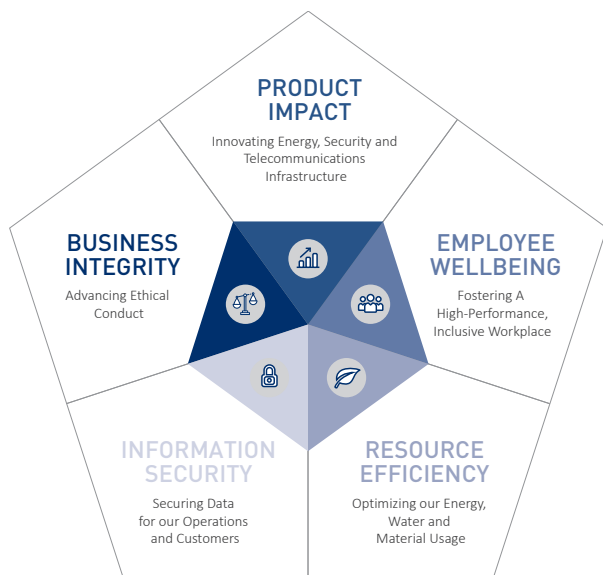 PRODUCT
IMPACT
Innovating Energy, Security and
Telecommunications
Infrastructure
BUSINESS
INTEGRITY
Advancing Ethical
Conduct
EMPLOYEE
WELLBEING
Fostering A
High-Performance,
Inclusive Workplace
INFORMATION
SECURITY
Securing Data
for our Operations
and Customers
RESOURCE
EFFICIENCY
Optimizing our Energy,
Water and
Material Usage